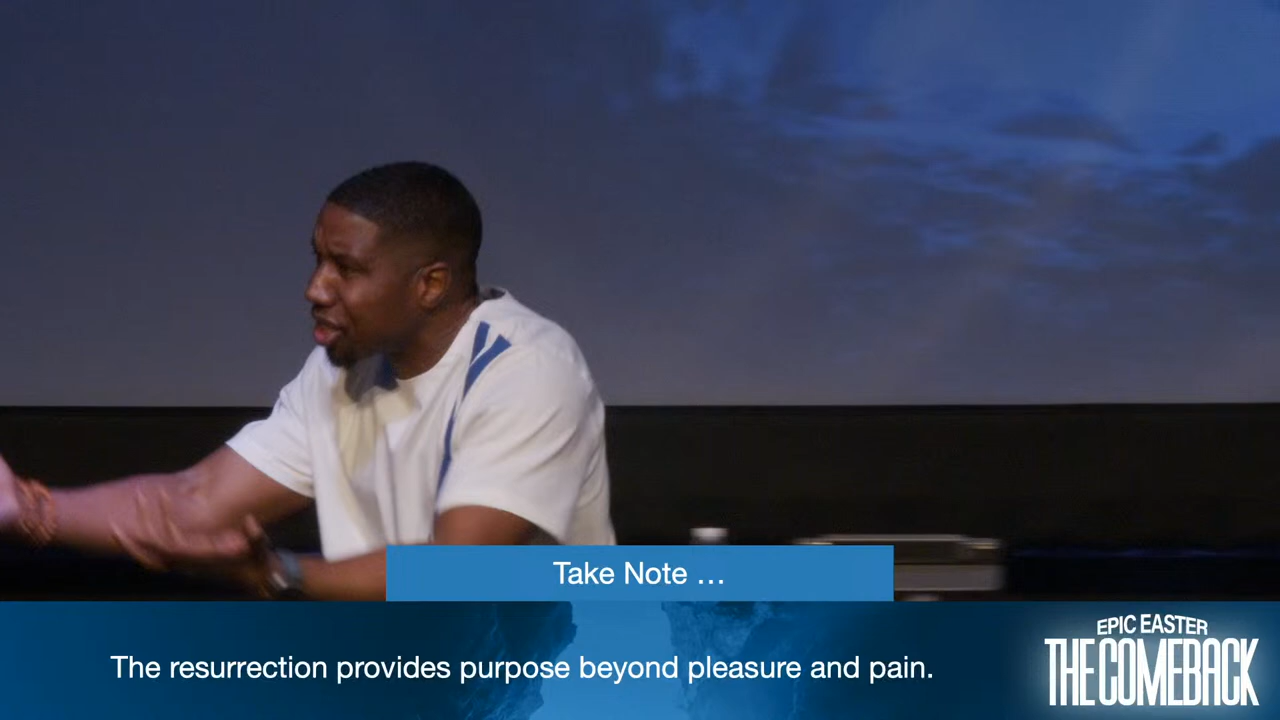 Take Note ...
The resurrection provides purpose beyond pleasure and pain.
EPIC EASTER
THE COMEBACK